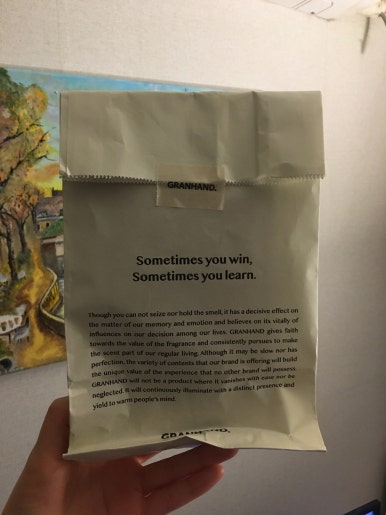 GRANHAND.
Sometimes you win,
Sometimes you learn.
Though you can not seize nor hold the smell, it has a decisive effect on
the matter of our memory and emotion and believes on its vitally of
influences on our decision among our lives. GRANHAND gives faith
towards the value of the fragrance and consistently pursues to make
the scent part of our regular living. Although it may be slow nor has
perfection, the variety of contants that our brand is offering will build
the unique value of the experience that no other brand will possess.
GRANHAND will not be a product where it vanishes with ease nor be
neglected. It will continuously illuminate with a distinct presence and
yield to warm people's mind.
GRANHAND.